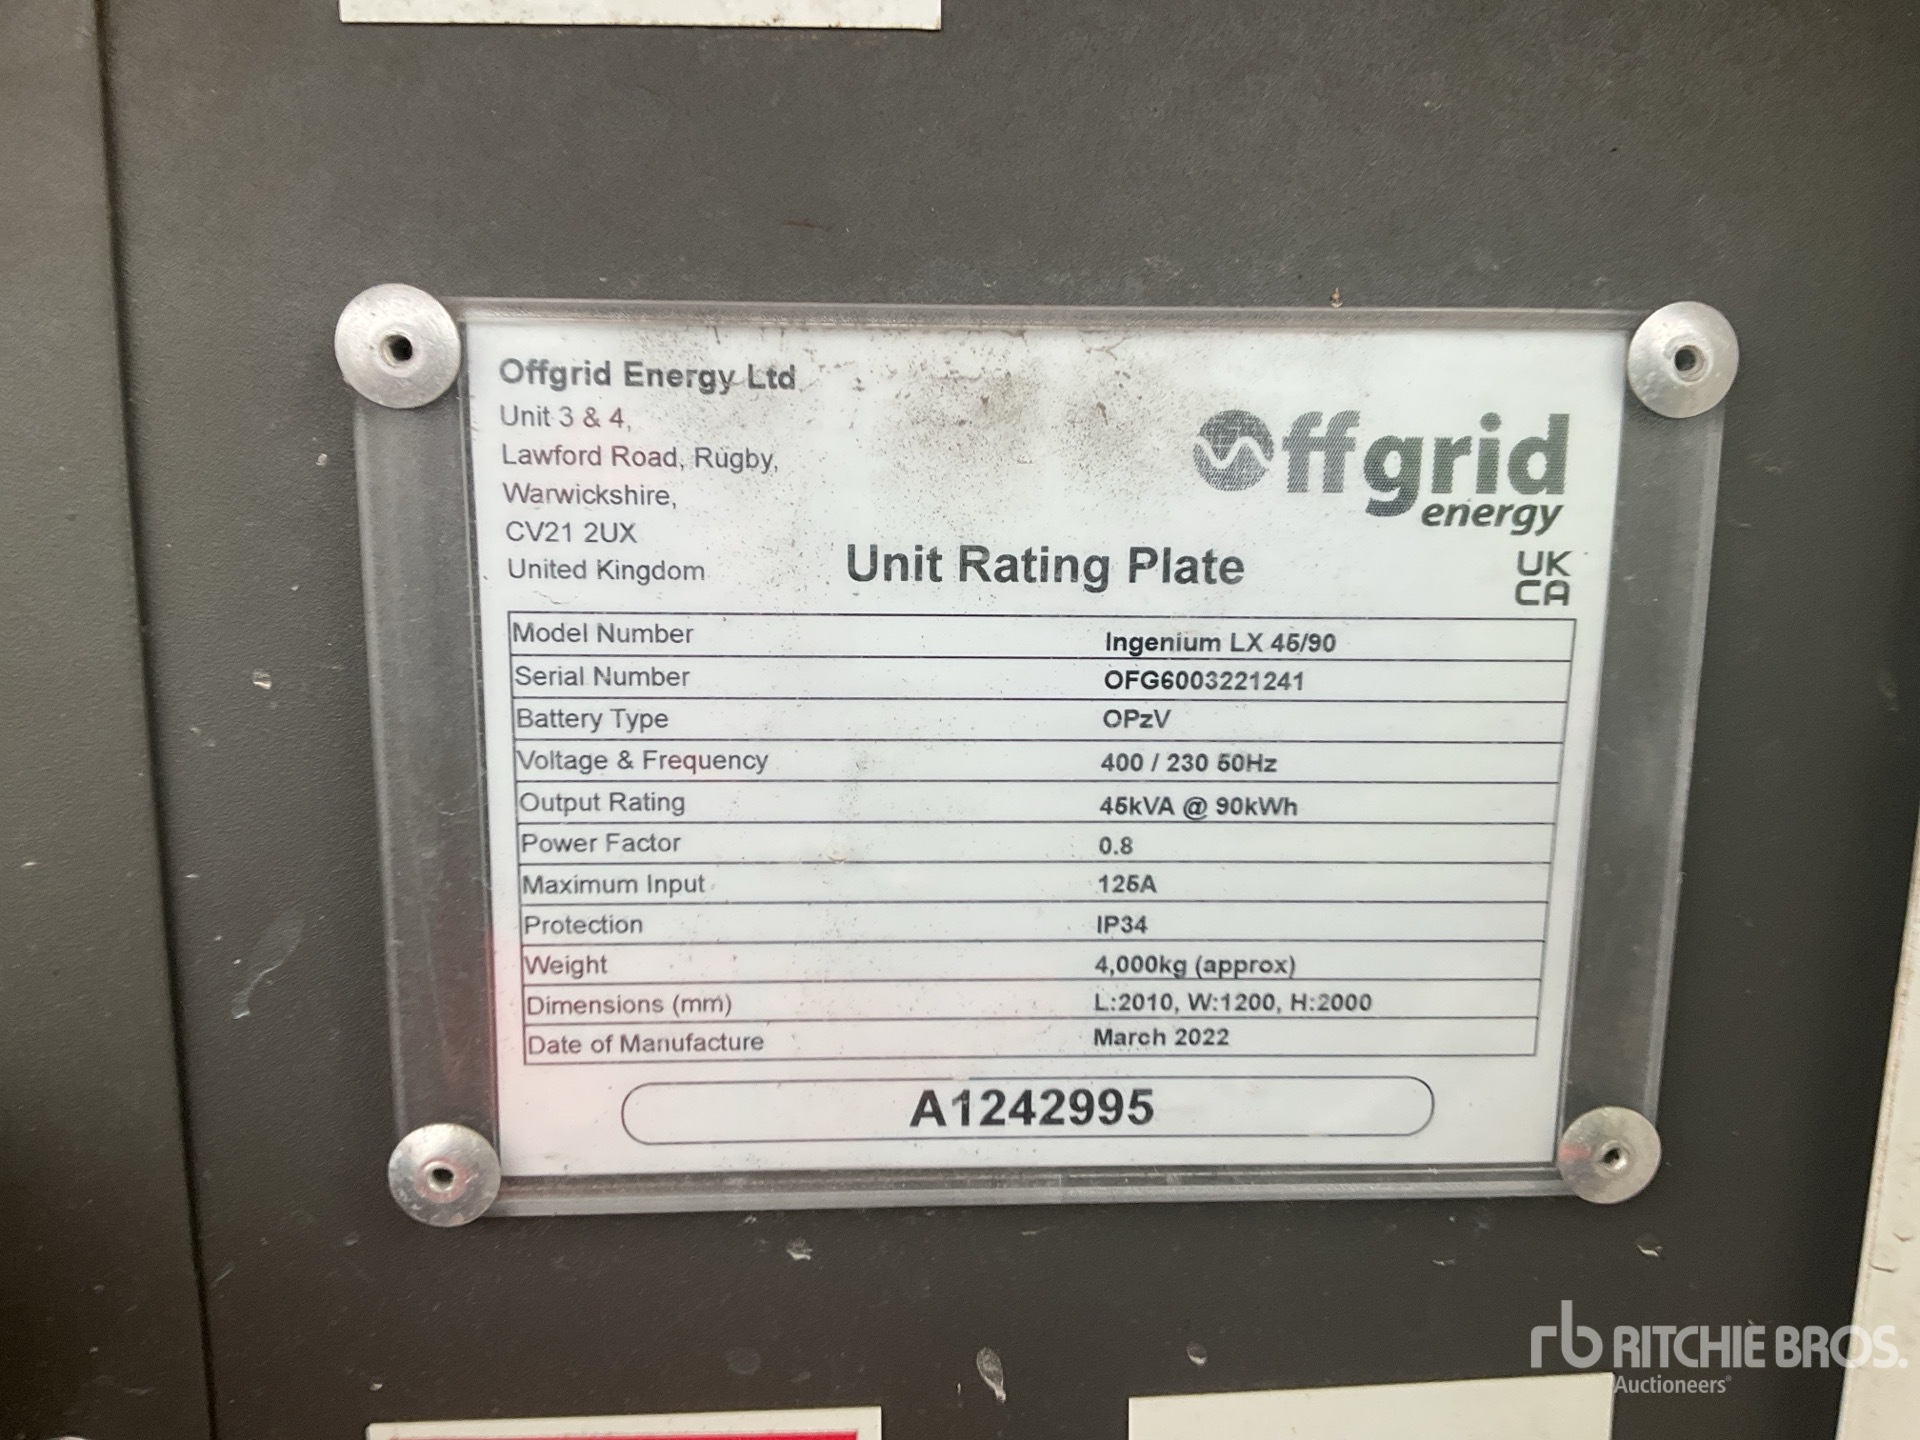 Offgrid Energy Ltd
Unit 3 & 4,
Lawford Road, Rugby,
Warwickshire,
CV21 2UX
United Kingdom
Offgrid
energy
Unit Rating Plate
UK
CA
Model Number Ingenium LX 45/90
Serial Number OFG6003221241
Battery Type OPzV
Voltage & Frequency 400 / 230 50Hz
Output Rating 45kVA @ 90kWh
Power Factor 0.8
Maximum Input 125A
Protection IP34
Weight 4,000kg (approx)
Dimensions (mm) L:2010, W:1200, H:2000
Date of Manufacture March 2022
A1242995
rb RITCHIE BROS.
Auctioneers